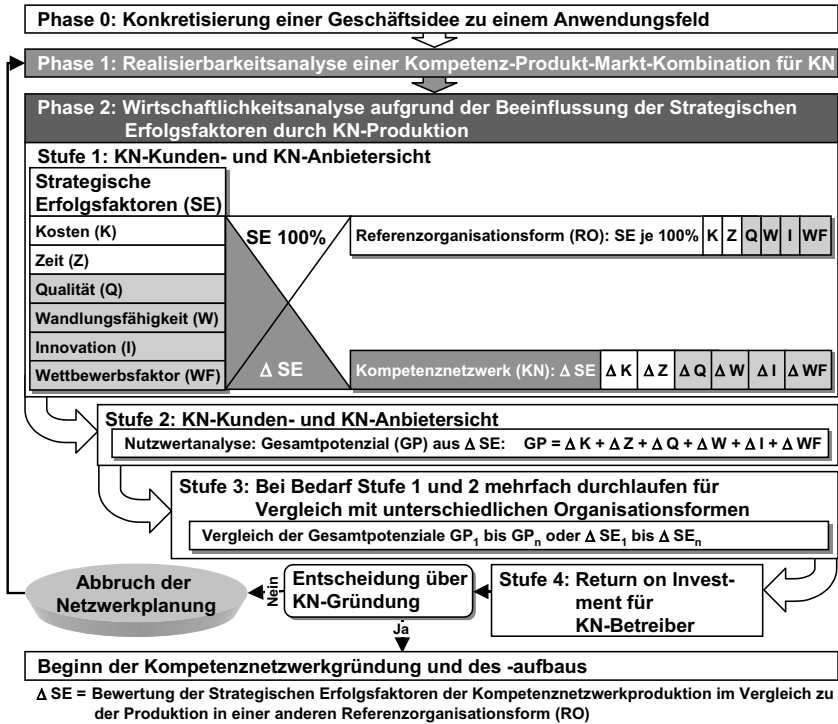 Phase 0: Konkretisierung einer Geschäftsidee zu einem Anwendungsfeld
Phase 1: Realisierbarkeitsanalyse einer Kompetenz-Produkt-Markt-Kombination für KN
Phase 2: Wirtschaftlichkeitsanalyse aufgrund der Beeinflussung der Strategischen
Erfolgsfaktoren durch KN-Produktion
Stufe 1: KN-Kunden- und KN-Anbietersicht
Strategische
Erfolgsfaktoren (SE)
Kosten (K)
Zeit (Z)
Qualität (Q)
Wandlungsfähigkeit (W)
Innovation (I)
Wettbewerbsfaktor (WF)
SE 100%
Δ SE
Referenzorganisationsform (RO): SE je 100% K Z Q W I WF
Kompetenznetzwerk (KN): Δ SE Δ K Δ Z Δ Q Δ W Δ I Δ WF
Stufe 2: KN-Kunden- und KN-Anbietersicht
Nutzwertanalyse: Gesamtpotenzial (GP) aus Δ SE: GP = Δ K + Δ Z + Δ Q + Δ W + Δ I + Δ WF
Stufe 3: Bei Bedarf Stufe 1 und 2 mehrfach durchlaufen für
Vergleich mit unterschiedlichen Organisationsformen
Vergleich der Gesamtpotenziale GP₁ bis GPₙ oder Δ SE₁ bis Δ SEₙ
Abbruch der
Netzwerkplanung
Nein
Entscheidung über
KN-Gründung
Ja
Stufe 4: Return on Invest-
ment für
KN-Betreiber
Beginn der Kompetenznetzwerkgründung und des -aufbaus
Δ SE = Bewertung der Strategischen Erfolgsfaktoren der Kompetenznetzwerkproduktion im Vergleich zu
der Produktion in einer anderen Referenzorganisationsform (RO)